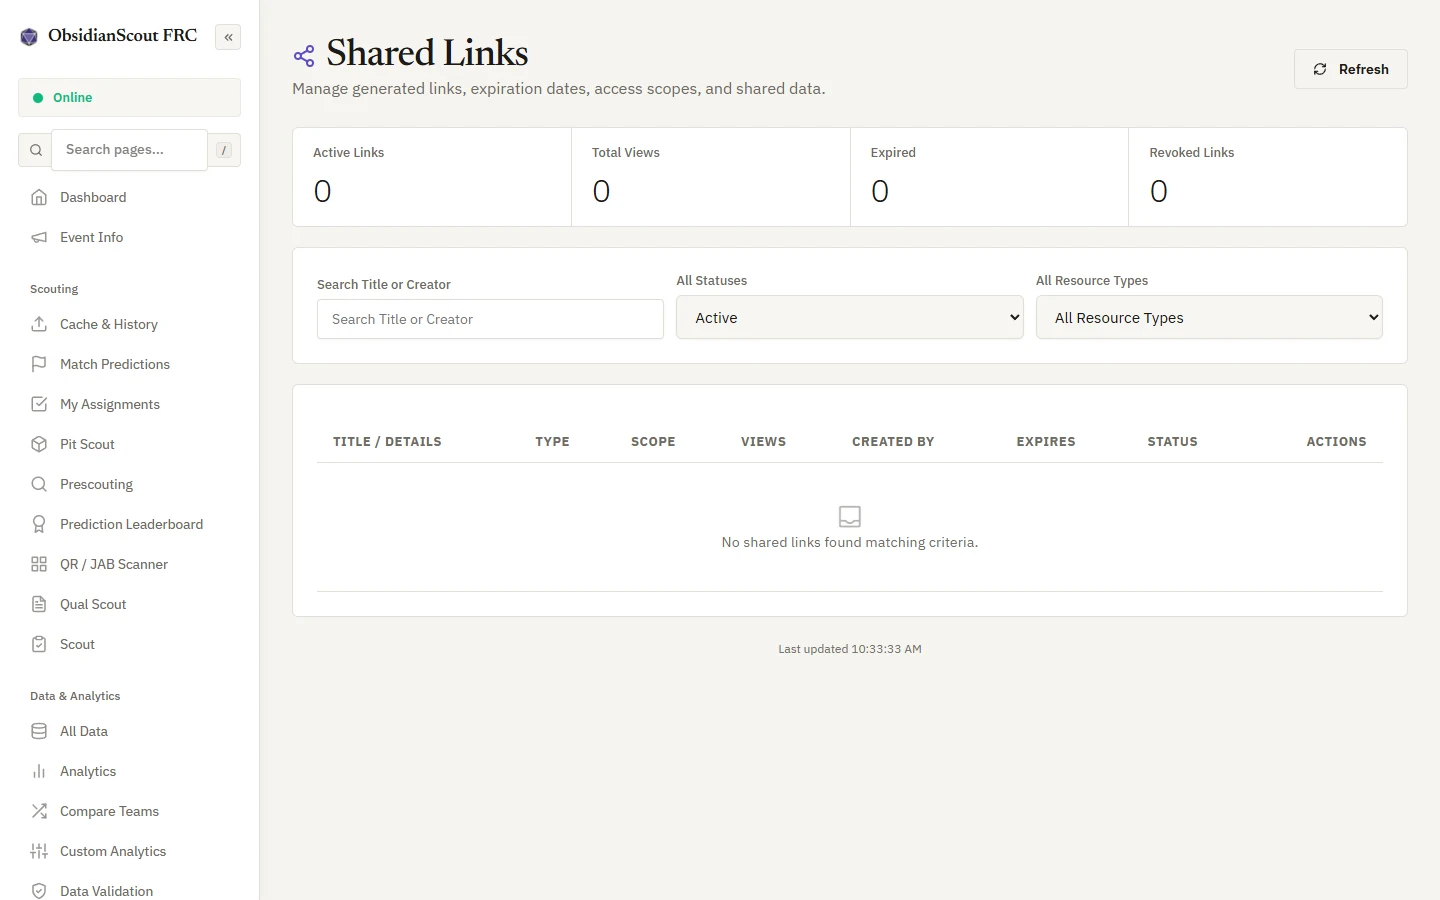 ObsidianScout FRC
«
Online
Search pages...
/
Dashboard
Event Info
Scouting
Cache & History
Match Predictions
My Assignments
Pit Scout
Prescouting
Prediction Leaderboard
QR / JAB Scanner
Qual Scout
Scout
Data & Analytics
All Data
Analytics
Compare Teams
Custom Analytics
Data Validation
Shared Links
Manage generated links, expiration dates, access scopes, and shared data.
Refresh
Active Links
0
Total Views
0
Expired
0
Revoked Links
0
Search Title or Creator
Search Title or Creator
All Statuses
Active
All Resource Types
All Resource Types
TITLE / DETAILS TYPE SCOPE VIEWS CREATED BY EXPIRES STATUS ACTIONS
No shared links found matching criteria.
Last updated 10:33:33 AM